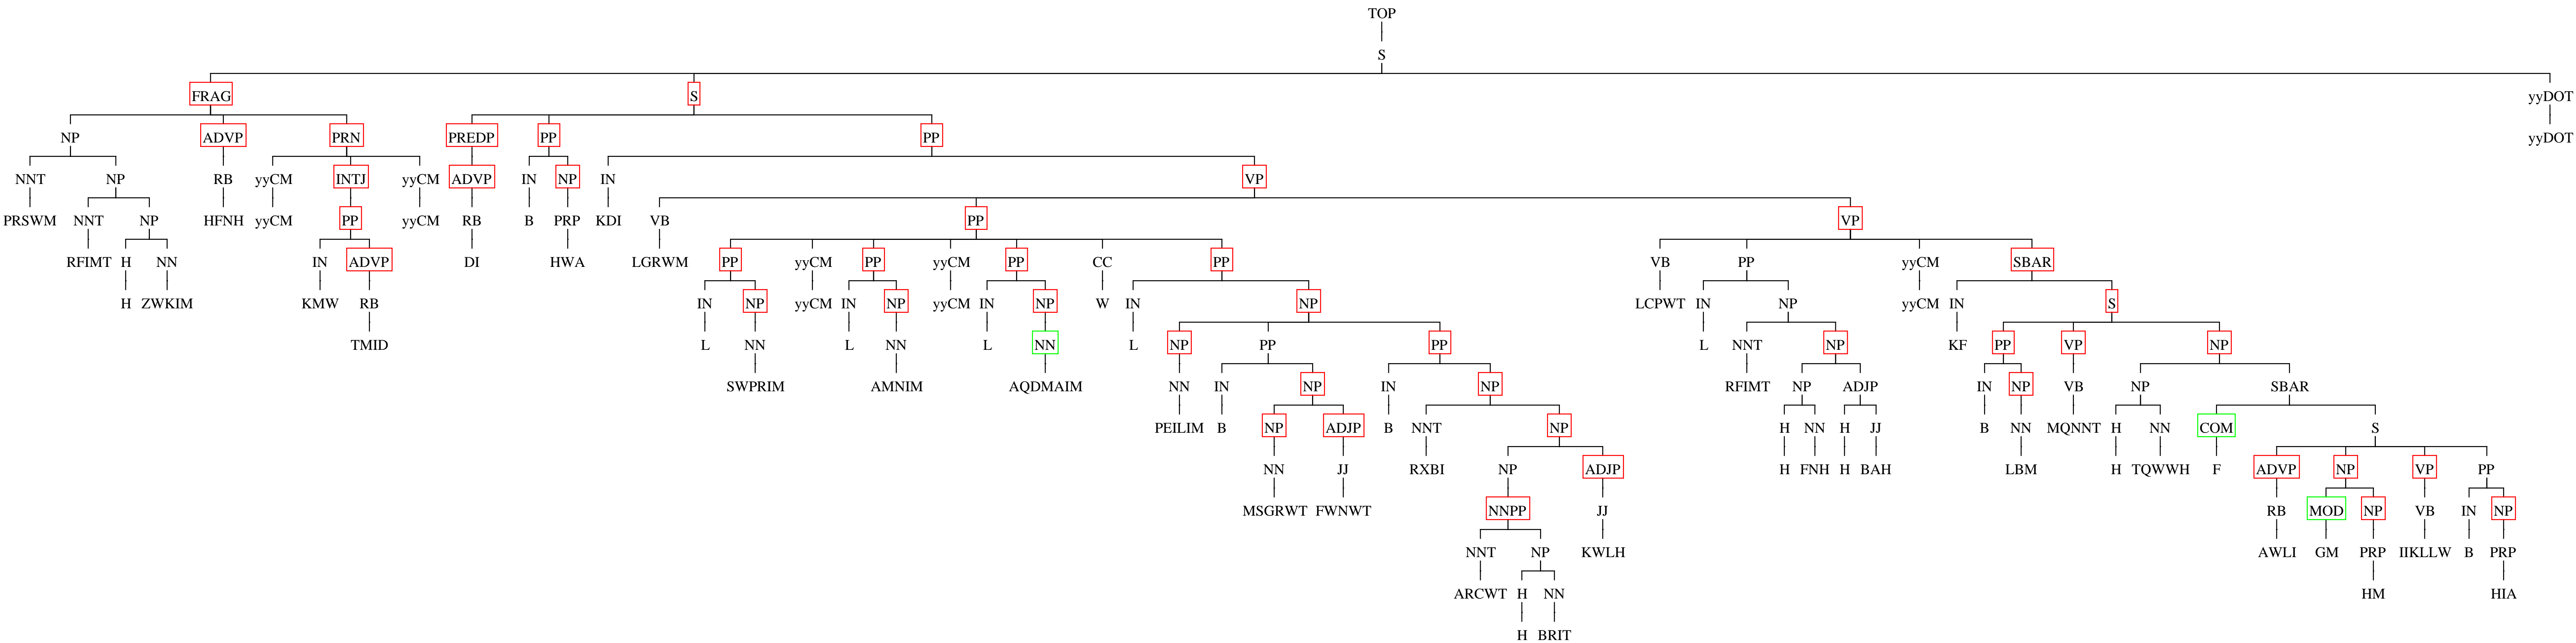 TOP
S
FRAG S yyDOT
NP ADVP PRN PREDP PP PP yyDOT
NNT NP RB yyCM INTJ yyCM ADVP IN NP IN VP
PRSWM NNT NP HFNH yyCM PP yyCM RB B PRP KDI VB PP VP
RFIMT H NN IN ADVP DI HWA LGRWM PP yyCM PP yyCM PP CC PP VB PP yyCM SBAR
H ZWKIM KMW RB IN NP yyCM IN NP yyCM IN NP W IN NP LCPWT IN NP yyCM IN S
TMID L NN L NN L NN L NP PP PP L NNT NP KF PP VP NP
SWPRIM AMNIM AQDMAIM NN IN NP IN NP RFIMT NP ADJP IN NP VB NP SBAR
PEILIM B NP ADJP B NNT NP H NN H JJ B NN MQNNT H NN COM S
NN JJ RXBI NP ADJP H FNH H BAH LBM H TQWWH F ADVP NP VP PP
MSGRWT FWNWT NNPP JJ RB MOD NP VB IN NP
NNT NP KWLH AWLI GM PRP IIKLLW B PRP
ARCWT H NN HM HIA
H BRIT